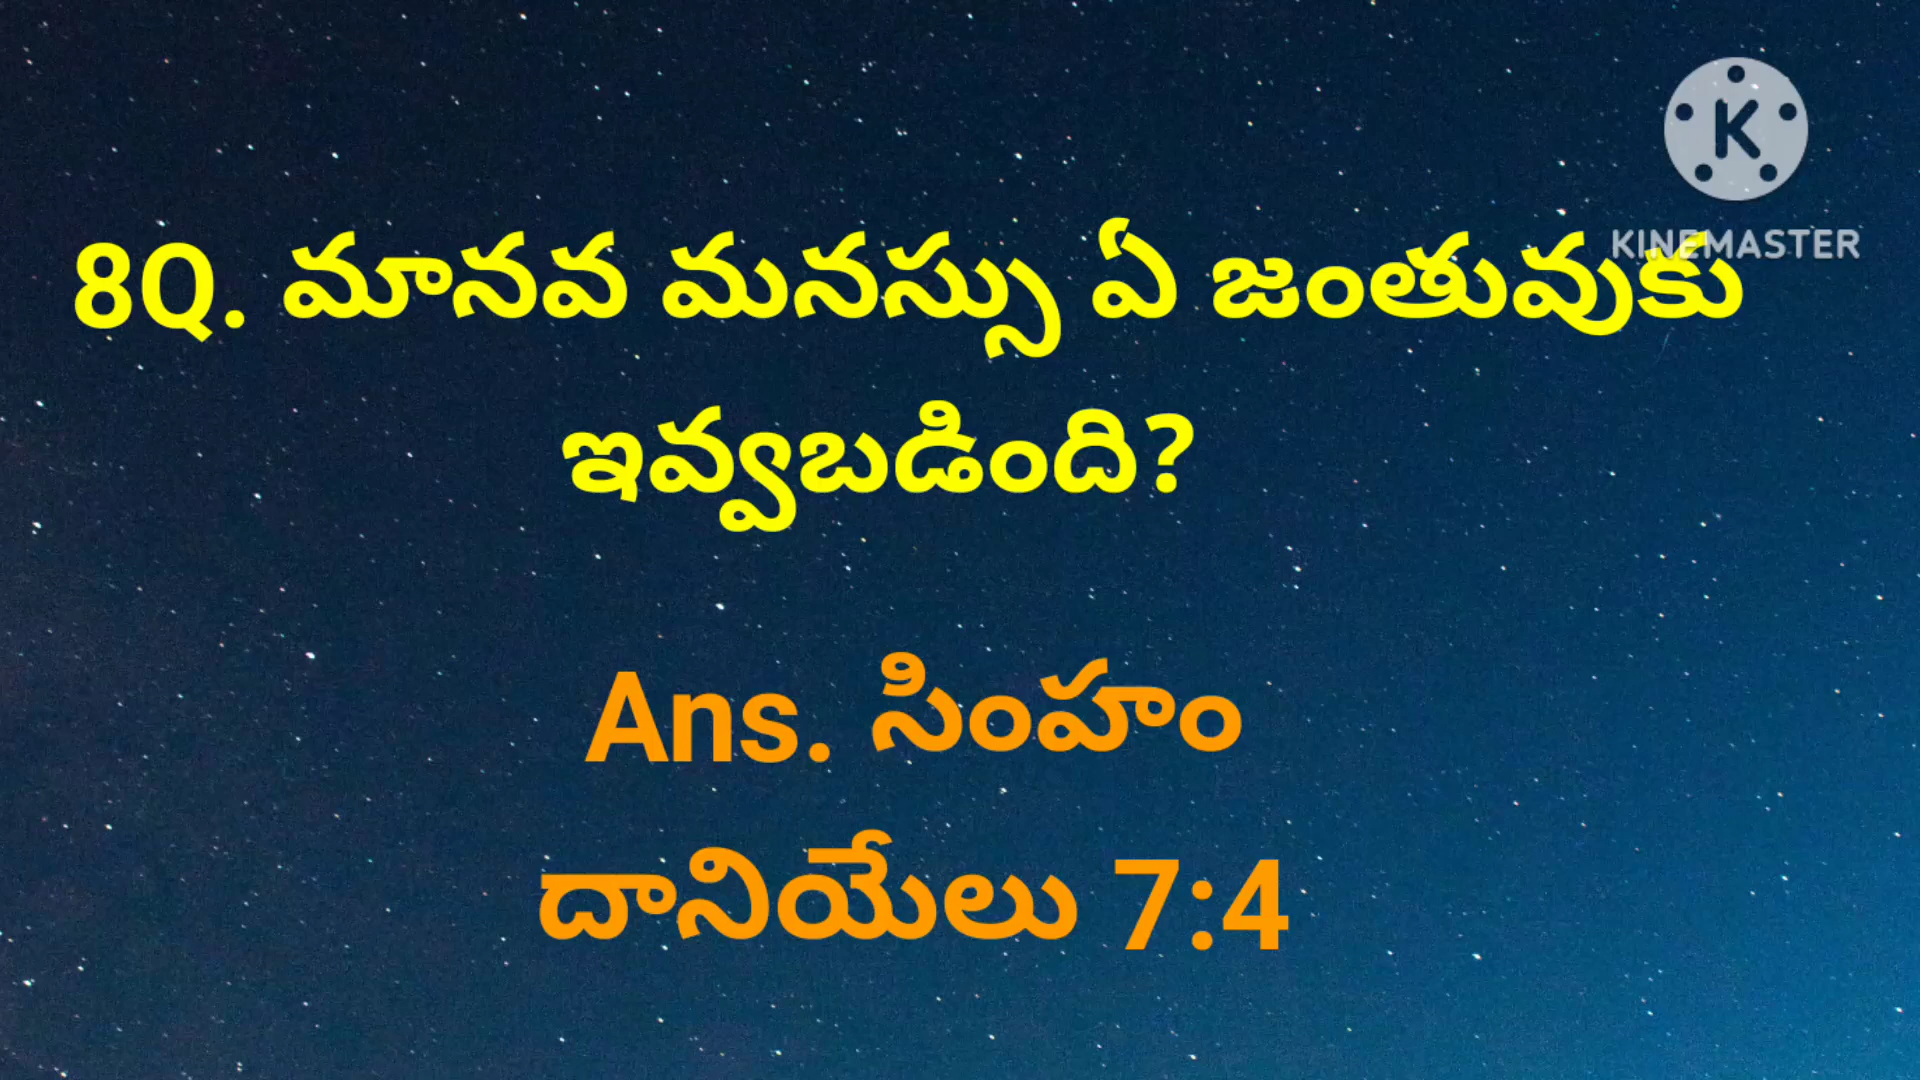 KINEMASTER
8Q. మానవ మనస్సు ఏ జంతువుకు
ఇవ్వబడింది?
Ans. సింహం
దానియేలు 7:4